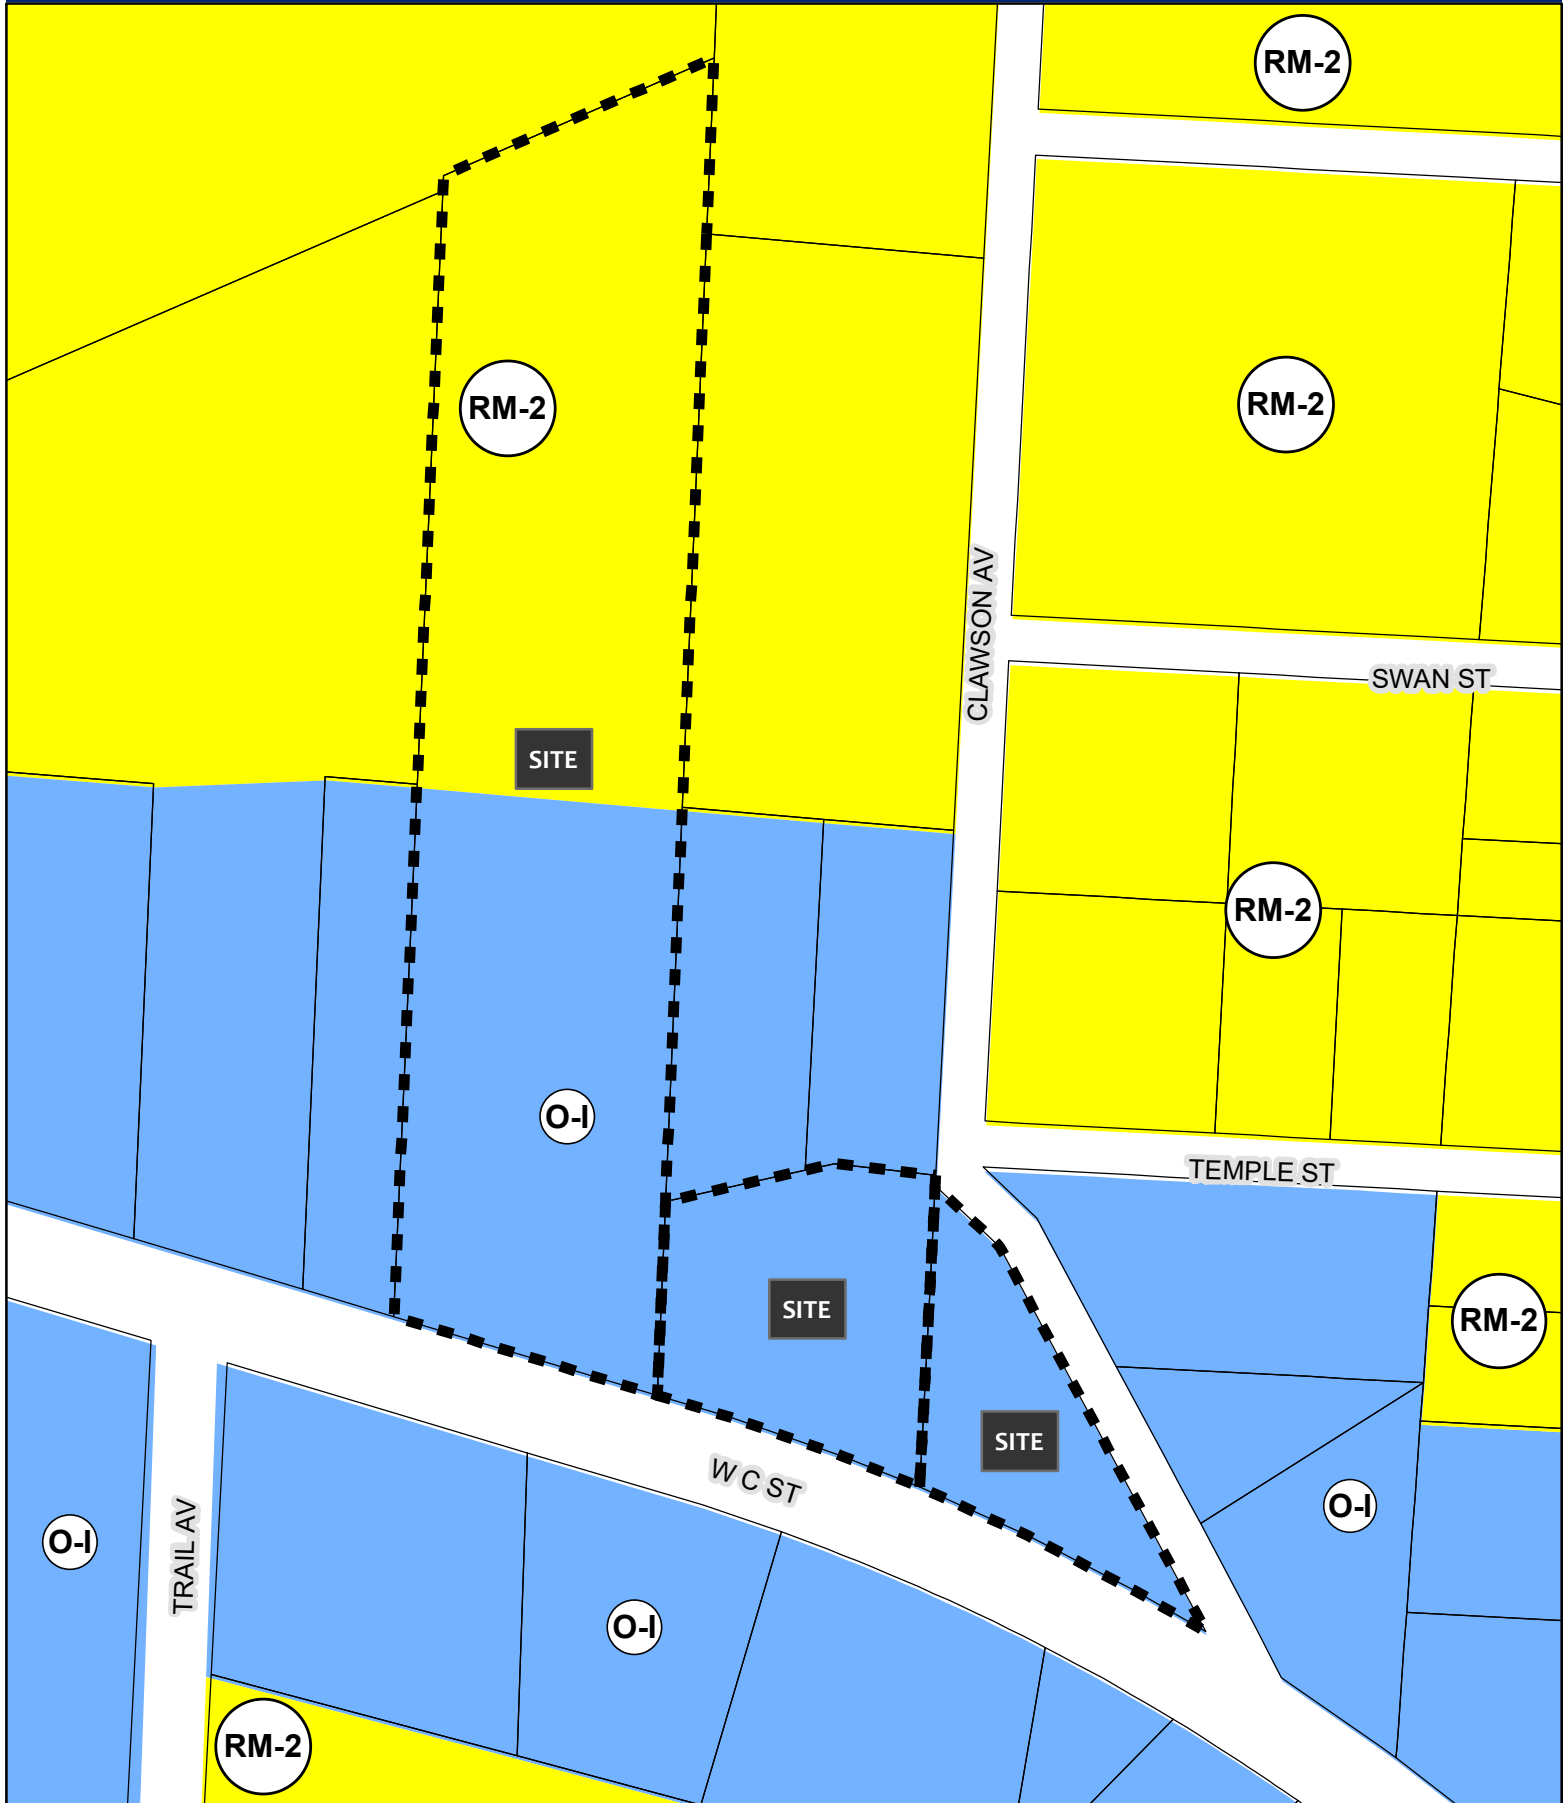 RM-2
RM-2
RM-2
CLAWSON AV
SWAN ST
SITE
RM-2
O-I
TEMPLE ST
SITE
RM-2
SITE
W C ST
O-I
O-I
TRAIL AV
O-I
RM-2